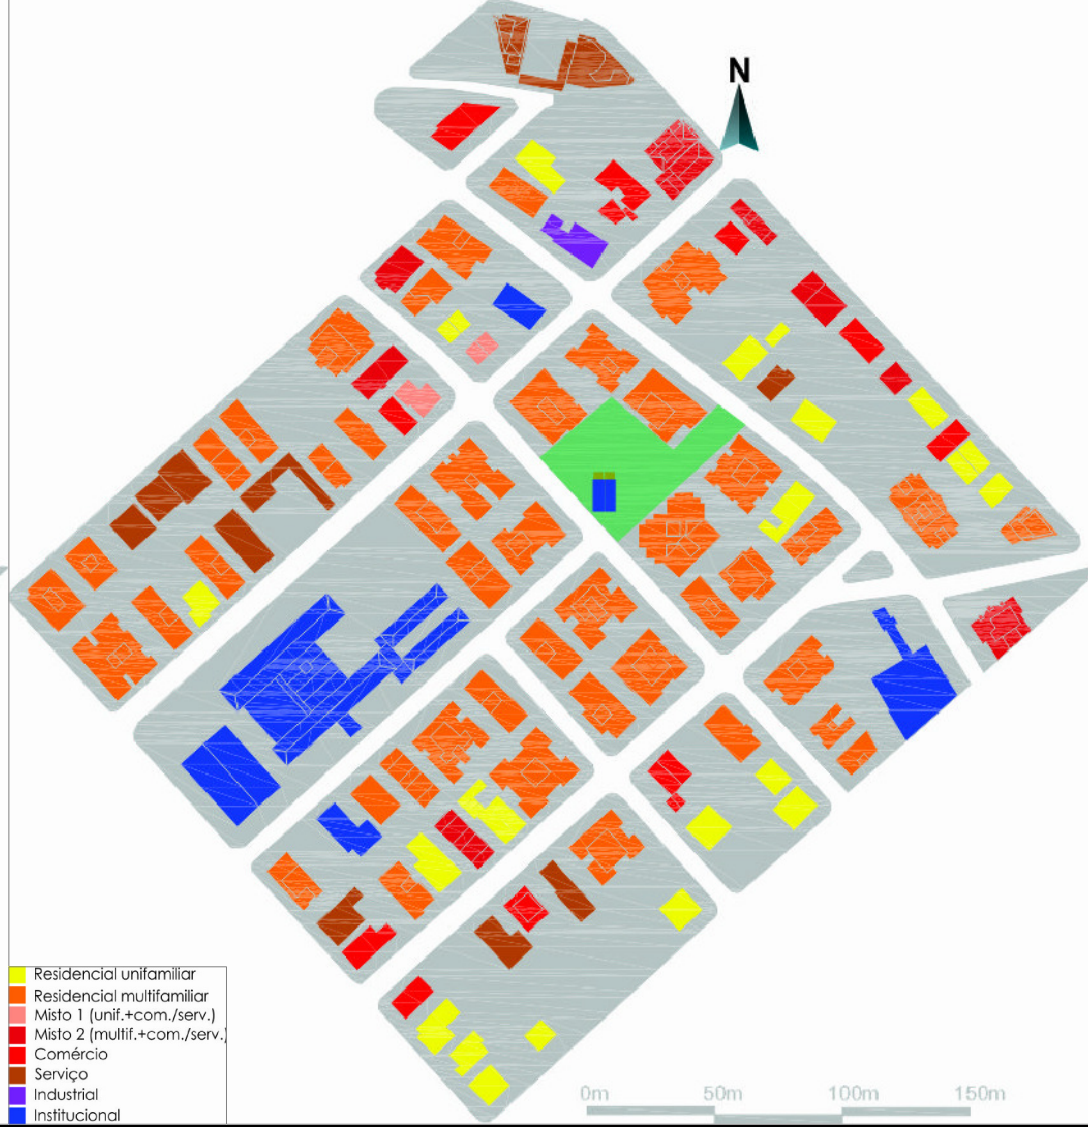 N
Residencial unifamiliar
Residencial multifamiliar
Misto 1 (unif.+com./serv.)
Misto 2 (multif.+com./serv.)
Comércio
Serviço
Industrial
Institucional
0m 50m 100m 150m